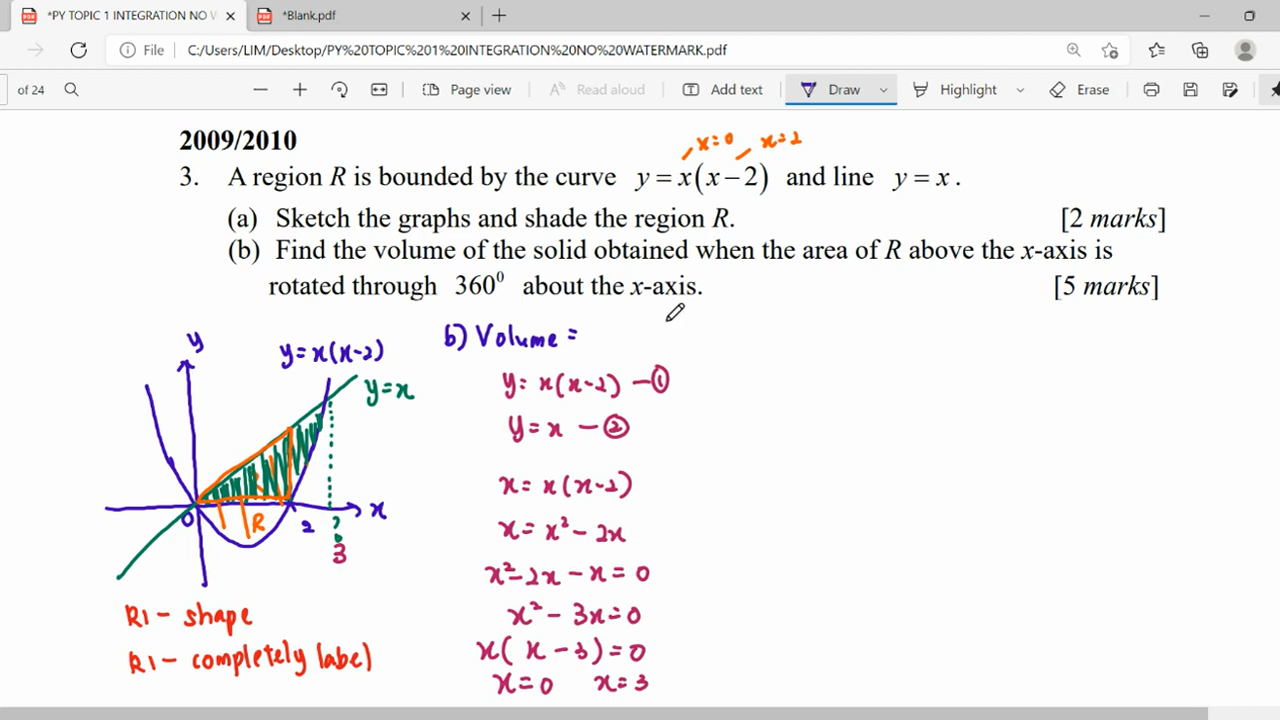 *PY TOPIC 1 INTEGRATION NO W
*Blank.pdf
File
C:/Users/LIM/Desktop/PY%20TOPIC%201%20INTEGRATION%20NO%20WATERMARK.pdf
of 24
Page view
Read aloud
Add text
Draw
Highlight
Erase
2009/2010
x=0 x=2
3. A region R is bounded by the curve y = x(x−2) and line y = x.
(a) Sketch the graphs and shade the region R. [2 marks]
(b) Find the volume of the solid obtained when the area of R above the x-axis is
rotated through 360⁰ about the x-axis. [5 marks]
y
y=x(x-2)
y=x
0
R
2
x
?
3
R1 - shape
R1 - completely label
b) Volume =
y= x(x-2) —①
y=x —②
x= x(x-2)
x= x²-2x
x²-2x-x=0
x²-3x=0
x(x-3)=0
x=0 x=3